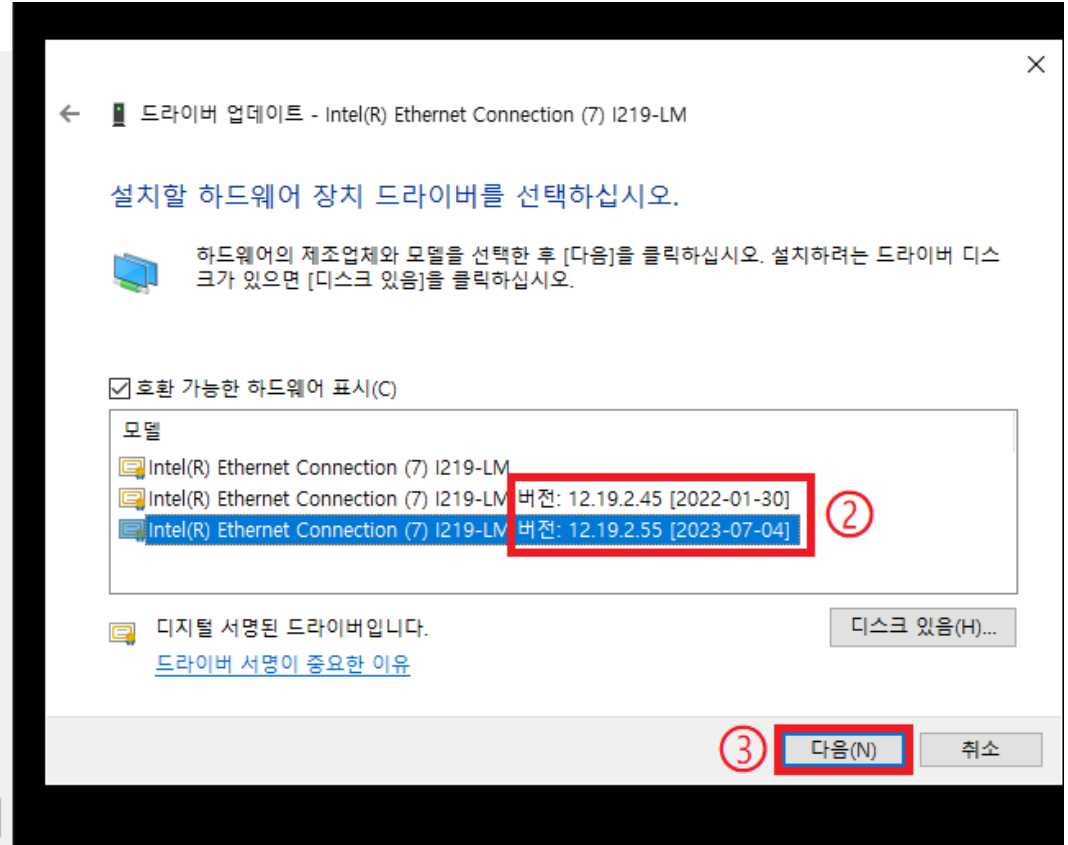 드라이버 업데이트 - Intel(R) Ethernet Connection (7) I219-LM
설치할 하드웨어 장치 드라이버를 선택하십시오.
하드웨어의 제조업체와 모델을 선택한 후 [다음]을 클릭하십시오. 설치하려는 드라이버 디스
크가 있으면 [디스크 있음]을 클릭하십시오.
호환 가능한 하드웨어 표시(C)
모델
Intel(R) Ethernet Connection (7) I219-LM
Intel(R) Ethernet Connection (7) I219-LM 버전: 12.19.2.45 [2022-01-30]
②
Intel(R) Ethernet Connection (7) I219-LM 버전: 12.19.2.55 [2023-07-04]
디지털 서명된 드라이버입니다.
디스크 있음(H)...
드라이버 서명이 중요한 이유
③ 다음(N) 취소